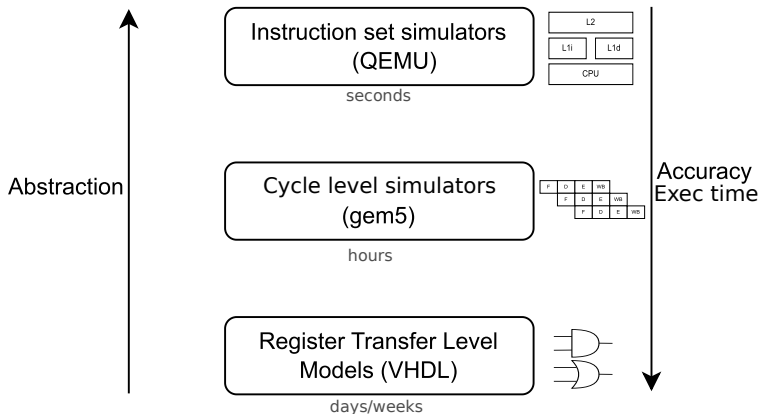 Instruction set simulators
(QEMU)
seconds
L2
L1i L1d
CPU
Abstraction
Cycle level simulators
(gem5)
hours
F D E WB
F D E WB
F D E WB
Accuracy
Exec time
Register Transfer Level
Models (VHDL)
days/weeks